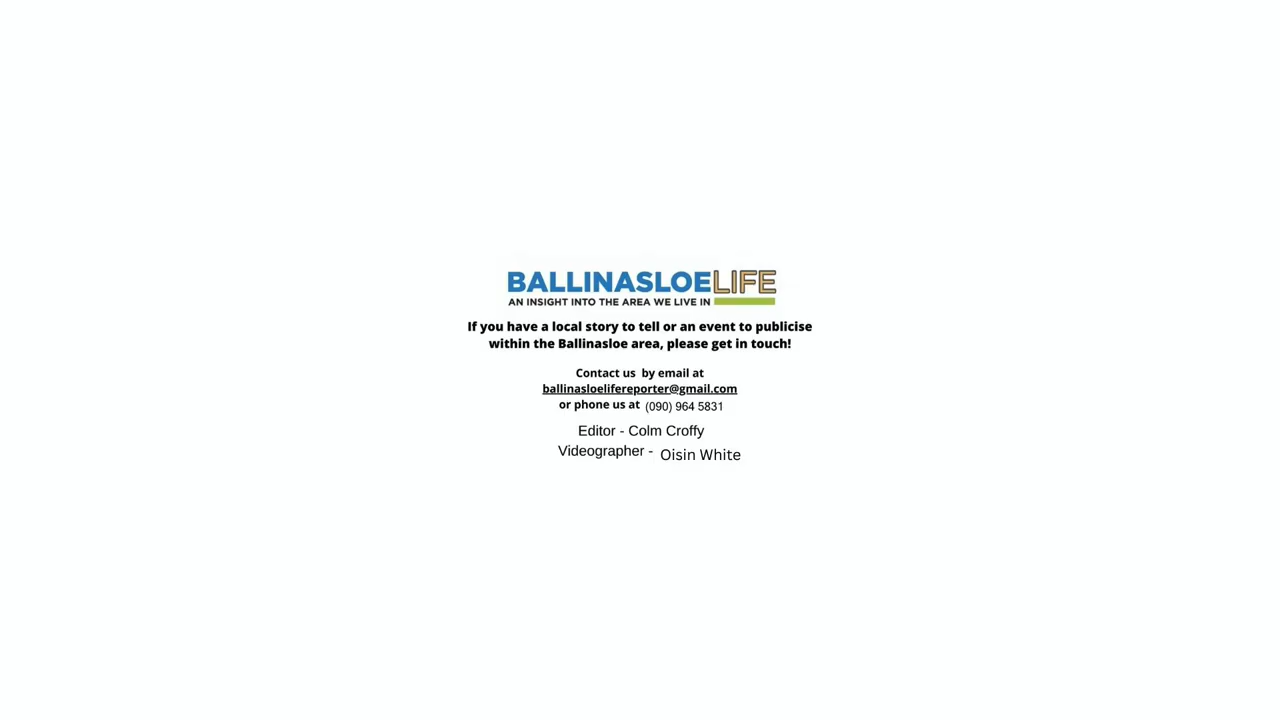 BALLINASLOELIFE
AN INSIGHT INTO THE AREA WE LIVE IN
If you have a local story to tell or an event to publicise
within the Ballinasloe area, please get in touch!
Contact us by email at
ballinasloelifereporter@gmail.com
or phone us at (090) 964 5831
Editor - Colm Croffy
Videographer - Oisin White